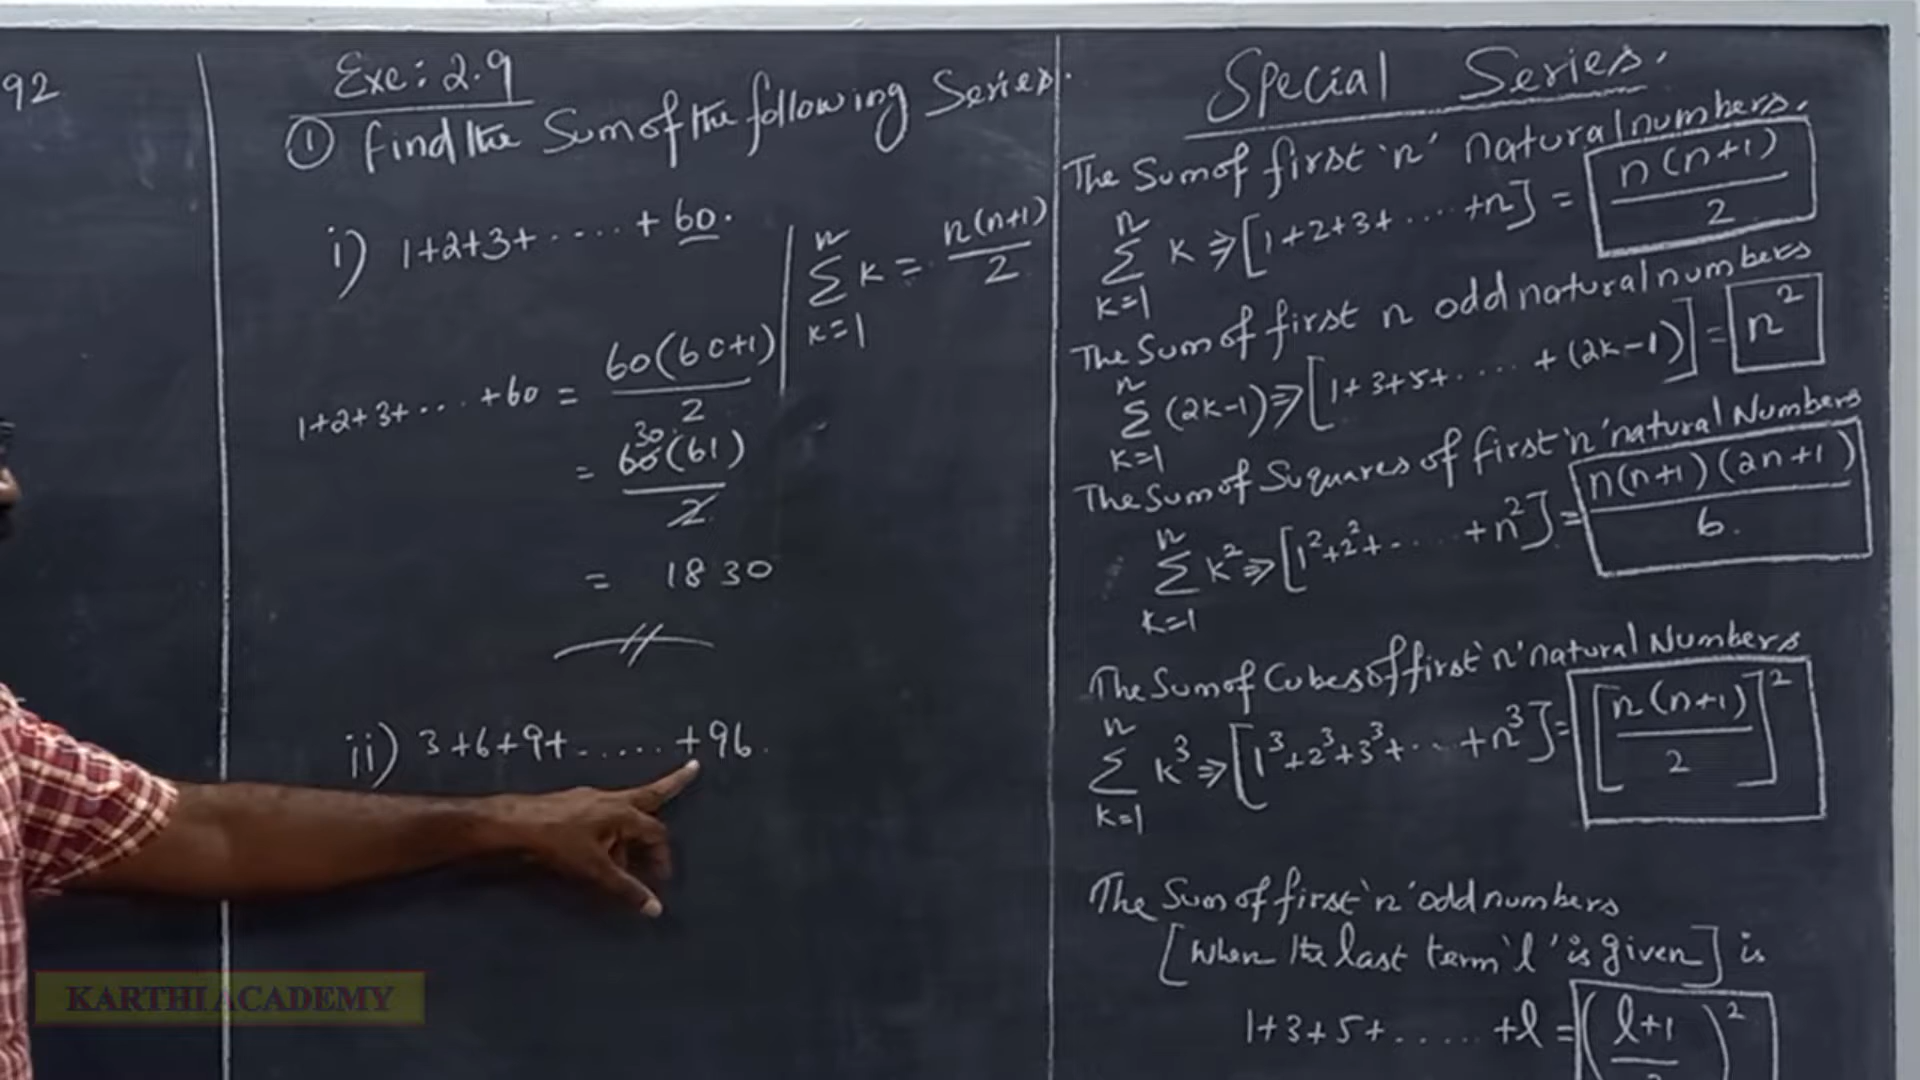 92
Exe: 2.9
① Find the Sum of the following Series.
i) 1+2+3+ ..... + 60.
n
Σ k = n(n+1)/2
k=1
1+2+3+ ... +60 = 60(60+1)/2
30
= 60(61)/2
= 1830
ii) 3+6+9+ ..... +96.
Special Series.
The Sum of first 'n' natural numbers.
n
Σ k ⇒ [1+2+3+ .... +n] = n(n+1)/2
k=1
The Sum of first n odd natural numbers
n
Σ (2k-1) ⇒ [1+3+5+ ..... + (2k-1)] = n²
k=1
The Sum of Suquares of first 'n' natural Numbers
n
Σ k² ⇒ [1²+2²+ .... +n²] = n(n+1)(2n+1)/6.
k=1
The Sum of Cubes of first 'n' natural Numbers
n
Σ k³ ⇒ [1³+2³+3³+ ... +n³] = [n(n+1)/2]²
k=1
The Sum of first 'n' odd numbers
[When the last term 'l' is given] is
1+3+5+ ...... +l = (l+1/2)²
KARTHI ACADEMY